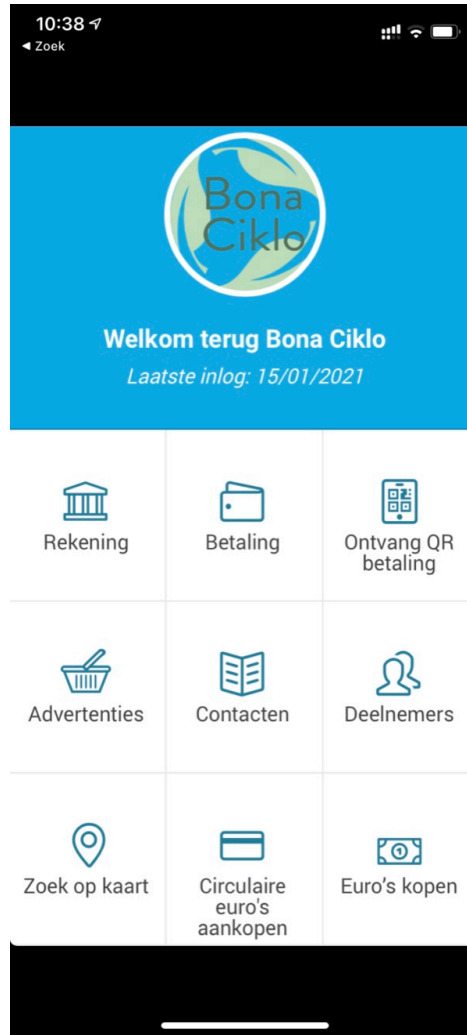 10:38
Zoek
Bona
Ciklo
Welkom terug Bona Ciklo
Laatste inlog: 15/01/2021
Rekening
Betaling
Ontvang QR
betaling
Advertenties
Contacten
Deelnemers
Zoek op kaart
Circulaire
euro's
aankopen
Euro’s kopen